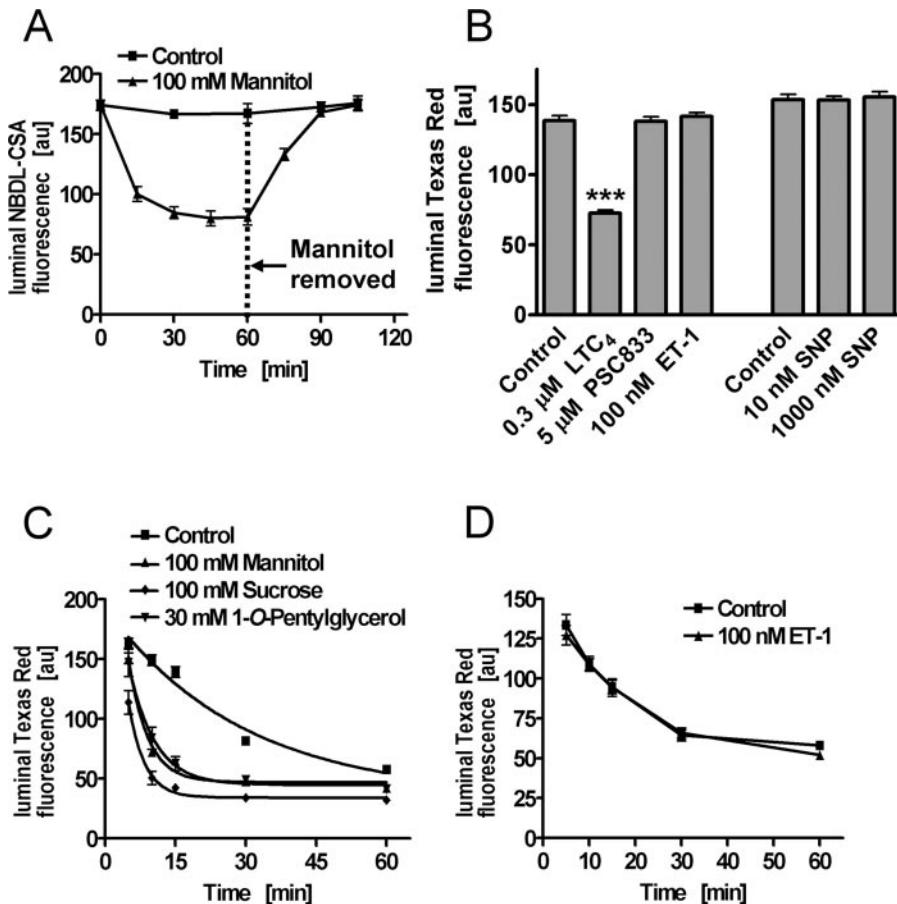 A
Control
100 mM Mannitol
luminal NBDL-CSA
fluorescenec [au]
200
150
100
50
0
0 30 60 90 120
Time [min]
Mannitol
removed
B
luminal Texas Red
fluorescence [au]
150
100
50
0
Control
0.3 µM LTC₄
5 µM PSC833
100 nM ET-1
Control
10 nM SNP
1000 nM SNP
***
C
Control
100 mM Mannitol
100 mM Sucrose
30 mM 1-O-Pentylglycerol
luminal Texas Red
fluorescence [au]
200
150
100
50
0
0 15 30 45 60
Time [min]
D
Control
100 nM ET-1
luminal Texas Red
fluorescence [au]
150
125
100
75
50
25
0
0 10 20 30 40 50 60
Time [min]